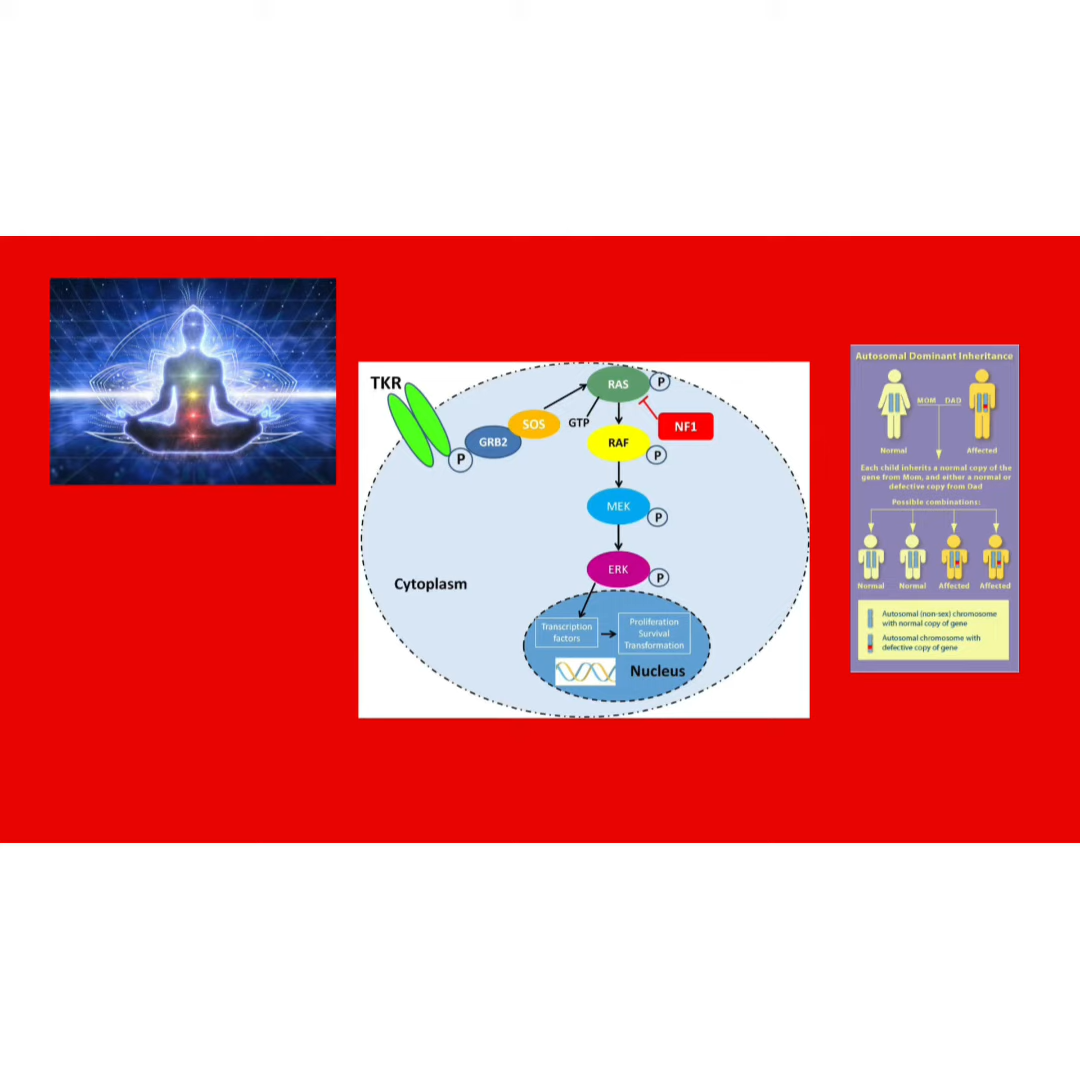 TKR
P
GRB2
SOS
GTP
RAS
P
NF1
RAF
P
MEK
P
ERK
P
Cytoplasm
Transcription
factors
Proliferation
Survival
Transformation
Nucleus
Autosomal Dominant Inheritance
MOM DAD
Normal Affected
Each child inherits a normal copy of the
gene from Mom, and either a normal or
defective copy from Dad
Possible combinations:
Normal Normal Affected Affected
Autosomal (non-sex) chromosome
with normal copy of gene
Autosomal chromosome with
defective copy of gene